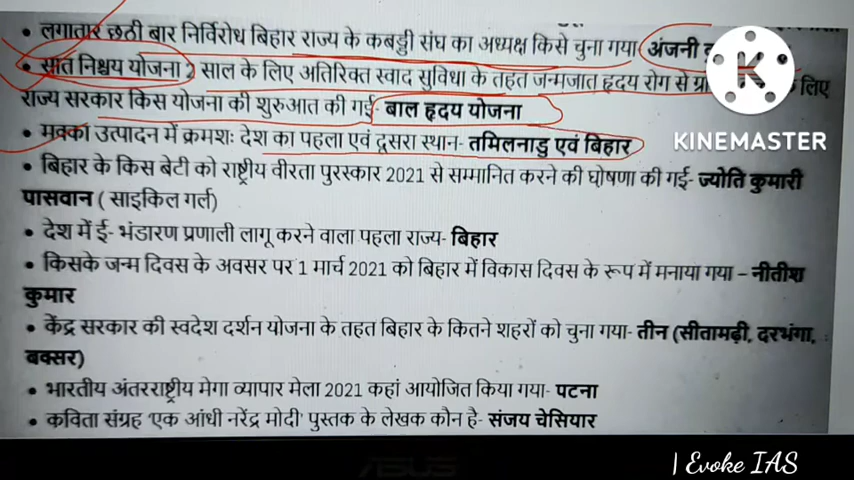 • लगातार छठी बार निर्विरोध बिहार राज्य के कबड्डी संघ का अध्यक्ष किसे चुना गया अंजनी
• सात निश्चय योजना 2 साल के लिए अतिरिक्त स्वाद सुविधा के तहत जन्मजात हृदय रोग से के लिए
राज्य सरकार किस योजना की शुरुआत की गई- बाल हृदय योजना
• मक्का उत्पादन में क्रमशः देश का पहला एवं दूसरा स्थान- तमिलनाडु एवं बिहार
KINEMASTER
• बिहार के किस बेटी को राष्ट्रीय वीरता पुरस्कार 2021 से सम्मानित करने की घोषणा की गई- ज्योति कुमारी
पासवान ( साइकिल गर्ल)
• देश में ई- भंडारण प्रणाली लागू करने वाला पहला राज्य- बिहार
• किसके जन्म दिवस के अवसर पर 1 मार्च 2021 को बिहार में विकास दिवस के रूप में मनाया गया – नीतीश
कुमार
• केंद्र सरकार की स्वदेश दर्शन योजना के तहत बिहार के कितने शहरों को चुना गया- तीन (सीतामढ़ी, दरभंगा,
बक्सर)
• भारतीय अंतरराष्ट्रीय मेगा व्यापार मेला 2021 कहां आयोजित किया गया- पटना
• कविता संग्रह 'एक आंधी नरेंद्र मोदी' पुस्तक के लेखक कौन है- संजय चेसियार
ASUS
| Evoke IAS